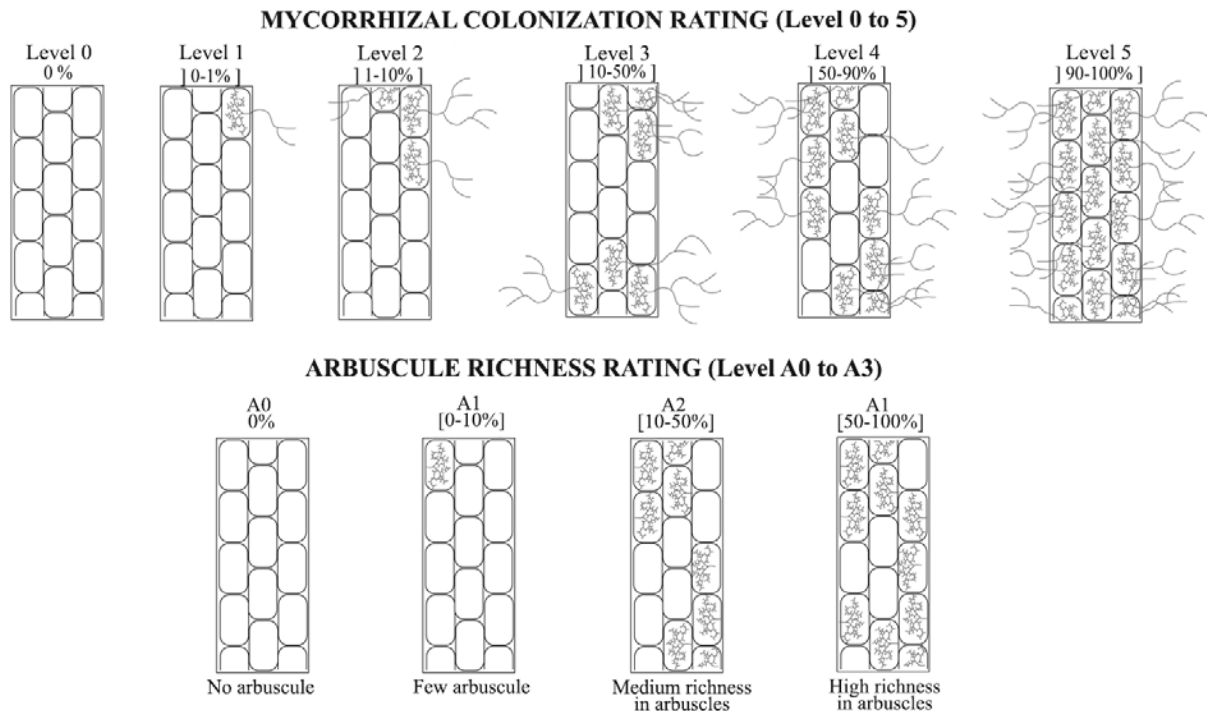 MYCORRHIZAL COLONIZATION RATING (Level 0 to 5)
Level 0
0 %
Level 1
] 0-1% ]
Level 2
] 1-10% ]
Level 3
] 10-50% ]
Level 4
] 50-90% ]
Level 5
] 90-100% ]
ARBUSCULE RICHNESS RATING (Level A0 to A3)
A0
0%
A1
[0-10%]
A2
[10-50%]
A1
[50-100%]
No arbuscule
Few arbuscule
Medium richness
in arbuscles
High richness
in arbuscles